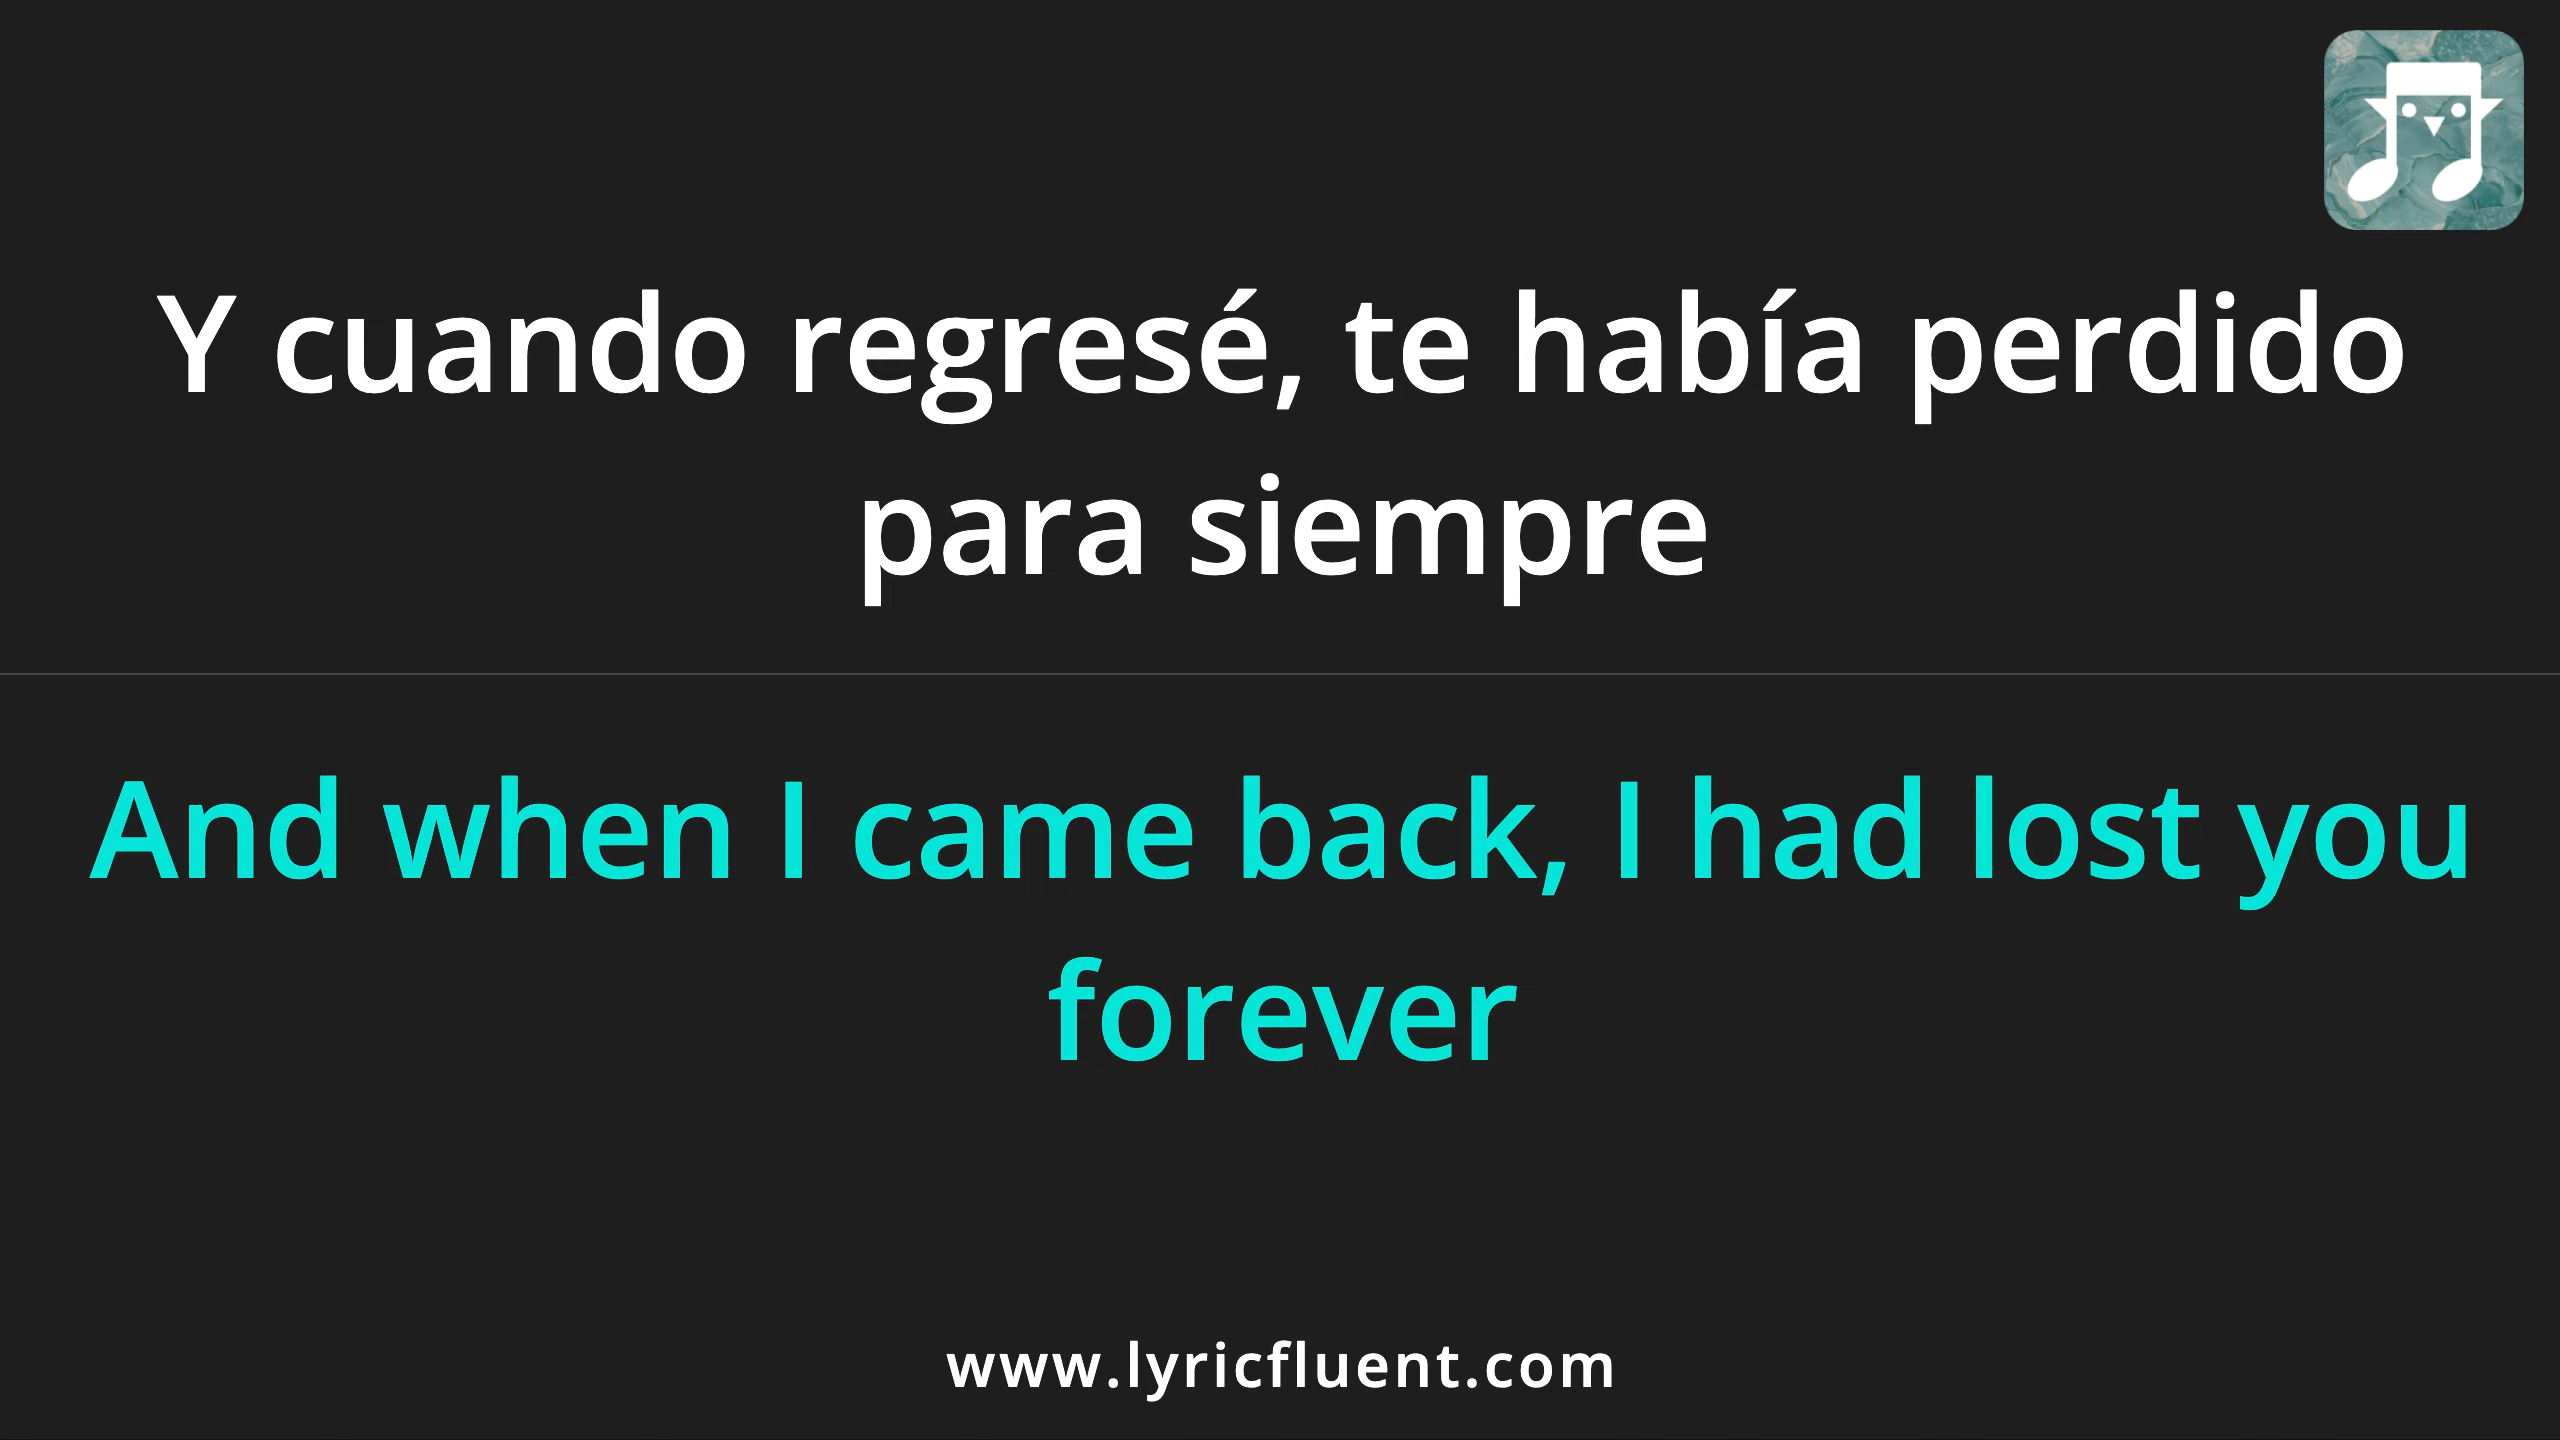 Y cuando regresé, te había perdido
para siempre
And when I came back, I had lost you
forever
www.lyricfluent.com